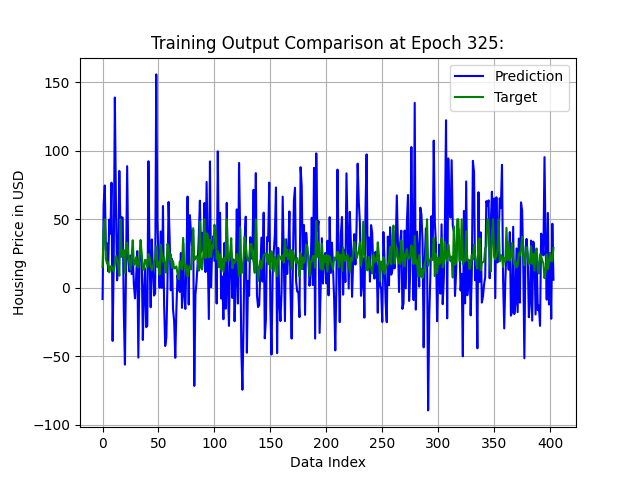 Training Output Comparison at Epoch 325:
Prediction
Target
150
100
50
0
−50
−100
Housing Price in USD
0 50 100 150 200 250 300 350 400
Data Index